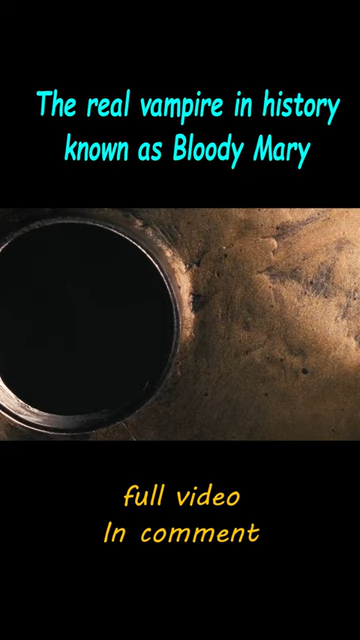 The real vampire in history
known as Bloody Mary
full video
In comment